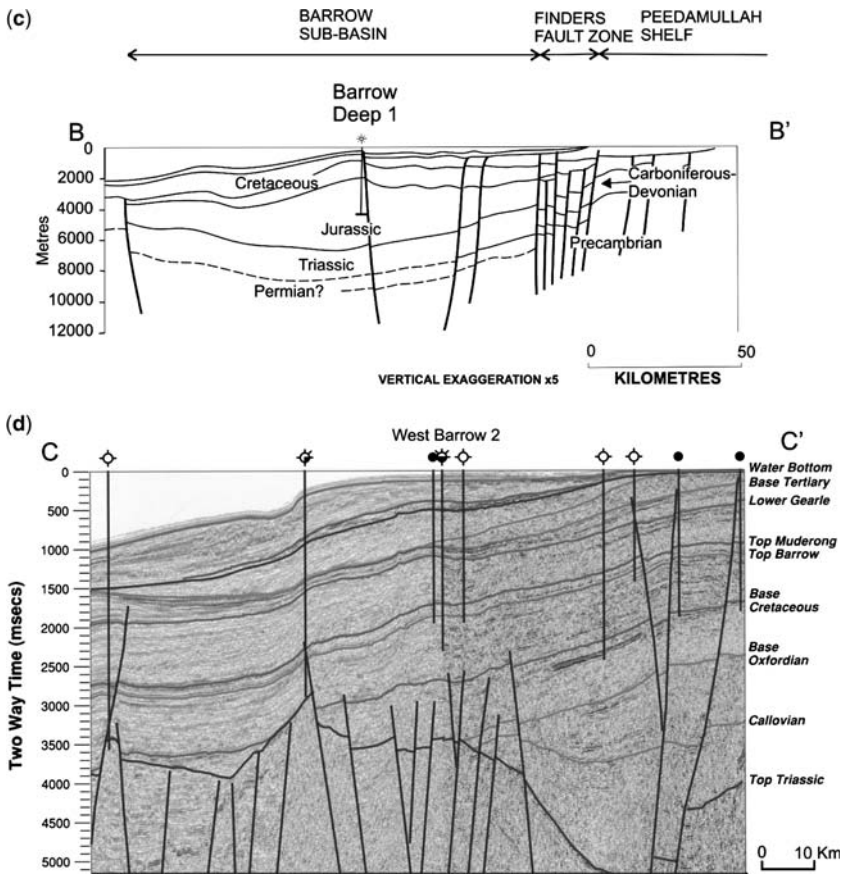 (c)
BARROW
SUB-BASIN
FINDERS
FAULT ZONE
PEEDAMULLAH
SHELF
Barrow
Deep 1
B
B'
0
2000
4000
6000
8000
10000
12000
Metres
Cretaceous
Jurassic
Triassic
Permian?
Carboniferous-
Devonian
Precambrian
0
50
VERTICAL EXAGGERATION x5
KILOMETRES
(d)
C
West Barrow 2
C'
0
500
1000
1500
2000
2500
3000
3500
4000
4500
5000
Two Way Time (msecs)
Water Bottom
Base Tertiary
Lower Gearle
Top Muderong
Top Barrow
Base
Cretaceous
Base
Oxfordian
Callovian
Top Triassic
0
10 Km